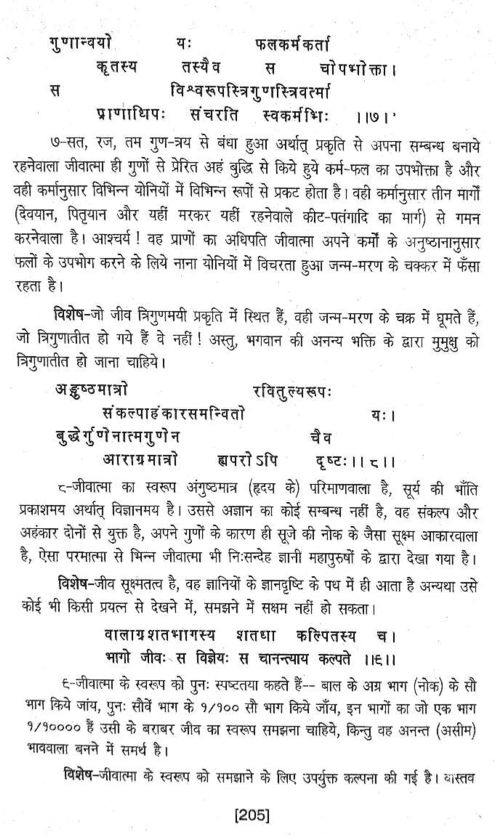 गुणान्वयो यः फलकर्मकर्ता
कृतस्य तस्यैव स चोपभोक्ता।
स विश्वरूपस्त्रिगुणस्त्रिवर्त्मा
प्राणाधिपः संचरति स्वकर्मभिः ।।७।।
७-सत, रज, तम गुण-त्रय से बंधा हुआ अर्थात् प्रकृति से अपना सम्बन्ध बनाये
रहनेवाला जीवात्मा ही गुणों से प्रेरित अहं बुद्धि से किये हुये कर्म-फल का उपभोक्ता है और
वही कर्मानुसार विभिन्न योनियों में विभिन्न रूपों से प्रकट होता है। वही कर्मानुसार तीन मार्गों
(देवयान, पितृयान और यहीं मरकर यहीं रहनेवाले कीट-पतंगादि का मार्ग) से गमन
करनेवाला है। आश्चर्य! वह प्राणों का अधिपति जीवात्मा अपने कर्मों के अनुष्ठानानुसार
फलों के उपभोग करने के लिये नाना योनियों में विचरता हुआ जन्म-मरण के चक्कर में फँसा
रहता है।
विशेष-जो जीव त्रिगुणमयी प्रकृति में स्थित हैं, वही जन्म-मरण के चक्र में घूमते हैं,
जो त्रिगुणातीत हो गये हैं वे नहीं! अस्तु, भगवान की अनन्य भक्ति के द्वारा मुमुक्षु को
त्रिगुणातीत हो जाना चाहिये।
अङ्गुष्ठमात्रो रवितुल्यरूपः
संकल्पाहंकारसमन्वितो यः।
बुद्धेर्गुणेनात्मगुणेन चैव
आराग्रमात्रो ह्यपरोऽपि दृष्टः।।८।।
८-जीवात्मा का स्वरूप अंगुष्ठमात्र (हृदय के) परिमाणवाला है, सूर्य की भाँति
प्रकाशमय अर्थात् विज्ञानमय है। उससे अज्ञान का कोई सम्बन्ध नहीं है, वह संकल्प और
अहंकार दोनों से युक्त है, अपने गुणों के कारण ही सूजे की नोक के जैसा सूक्ष्म आकारवाला
है, ऐसा परमात्मा से भिन्न जीवात्मा भी निःसन्देह ज्ञानी महापुरुषों के द्वारा देखा गया है।
विशेष-जीव सूक्ष्मतत्व है, वह ज्ञानियों के ज्ञानदृष्टि के पथ में ही आता है अन्यथा उसे
कोई भी किसी प्रयत्न से देखने में, समझने में सक्षम नहीं हो सकता।
वालाग्रशतभागस्य शतधा कल्पितस्य च।
भागो जीवः स विज्ञेयः स चानन्त्याय कल्पते ।।९।।
९-जीवात्मा के स्वरूप को पुनः स्पष्टतया कहते हैं-- बाल के अग्र भाग (नोक) के सौ
भाग किये जांय, पुनः सौवें भाग के १/१०० सौ भाग किये जाँय, इन भागों का जो एक भाग
१/१०००० हैं उसी के बराबर जीव का स्वरूप समझना चाहिये, किन्तु वह अनन्त (असीम)
भाववाला बनने में समर्थ है।
विशेष-जीवात्मा के स्वरूप को समझाने के लिए उपर्युक्त कल्पना की गई है। वास्तव
[205]